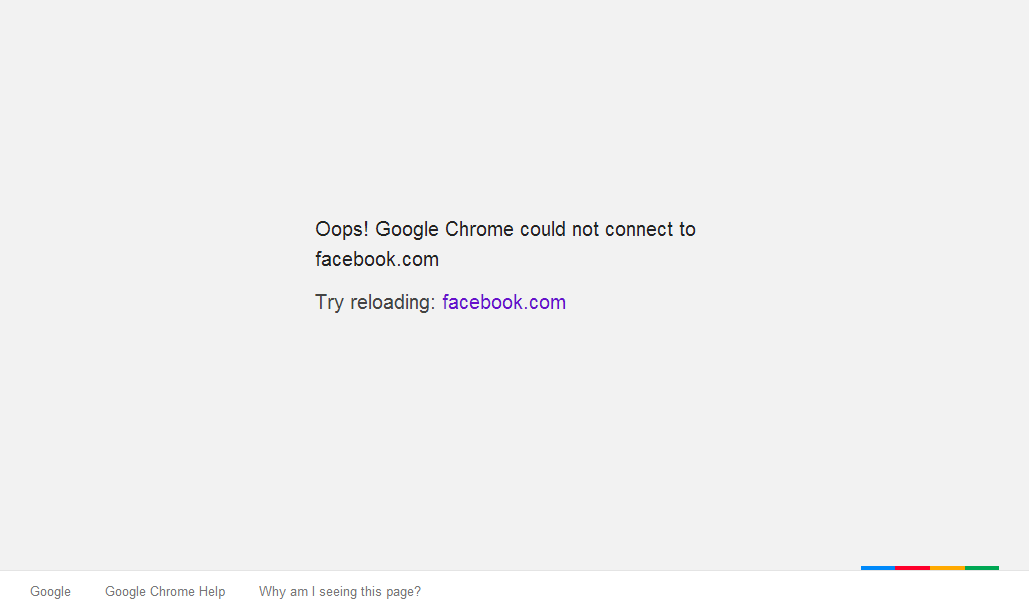 Oops! Google Chrome could not connect to
facebook.com
Try reloading: facebook.com
Google Google Chrome Help Why am I seeing this page?